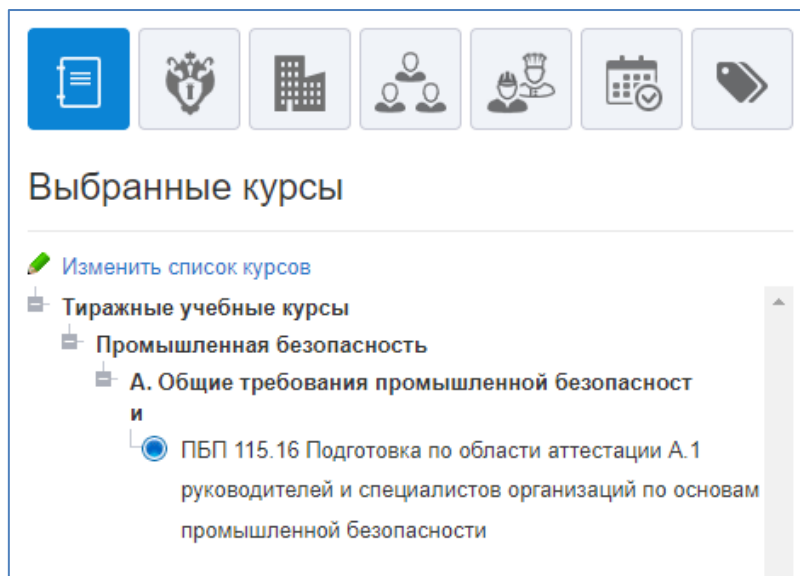 Выбранные курсы
Изменить список курсов
Тиражные учебные курсы
Промышленная безопасность
А. Общие требования промышленной безопасност
и
ПБП 115.16 Подготовка по области аттестации А.1
руководителей и специалистов организаций по основам
промышленной безопасности